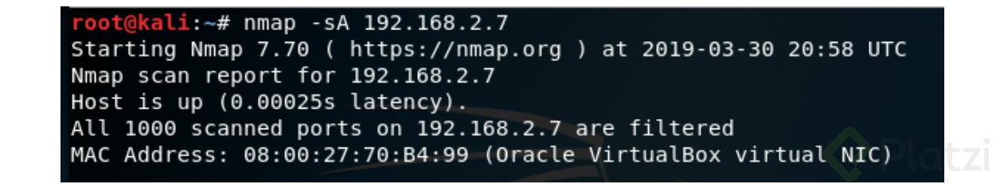 root@kali:~# nmap -sA 192.168.2.7
Starting Nmap 7.70 ( https://nmap.org ) at 2019-03-30 20:58 UTC
Nmap scan report for 192.168.2.7
Host is up (0.00025s latency).
All 1000 scanned ports on 192.168.2.7 are filtered
MAC Address: 08:00:27:70:B4:99 (Oracle VirtualBox virtual NIC)
Platzi